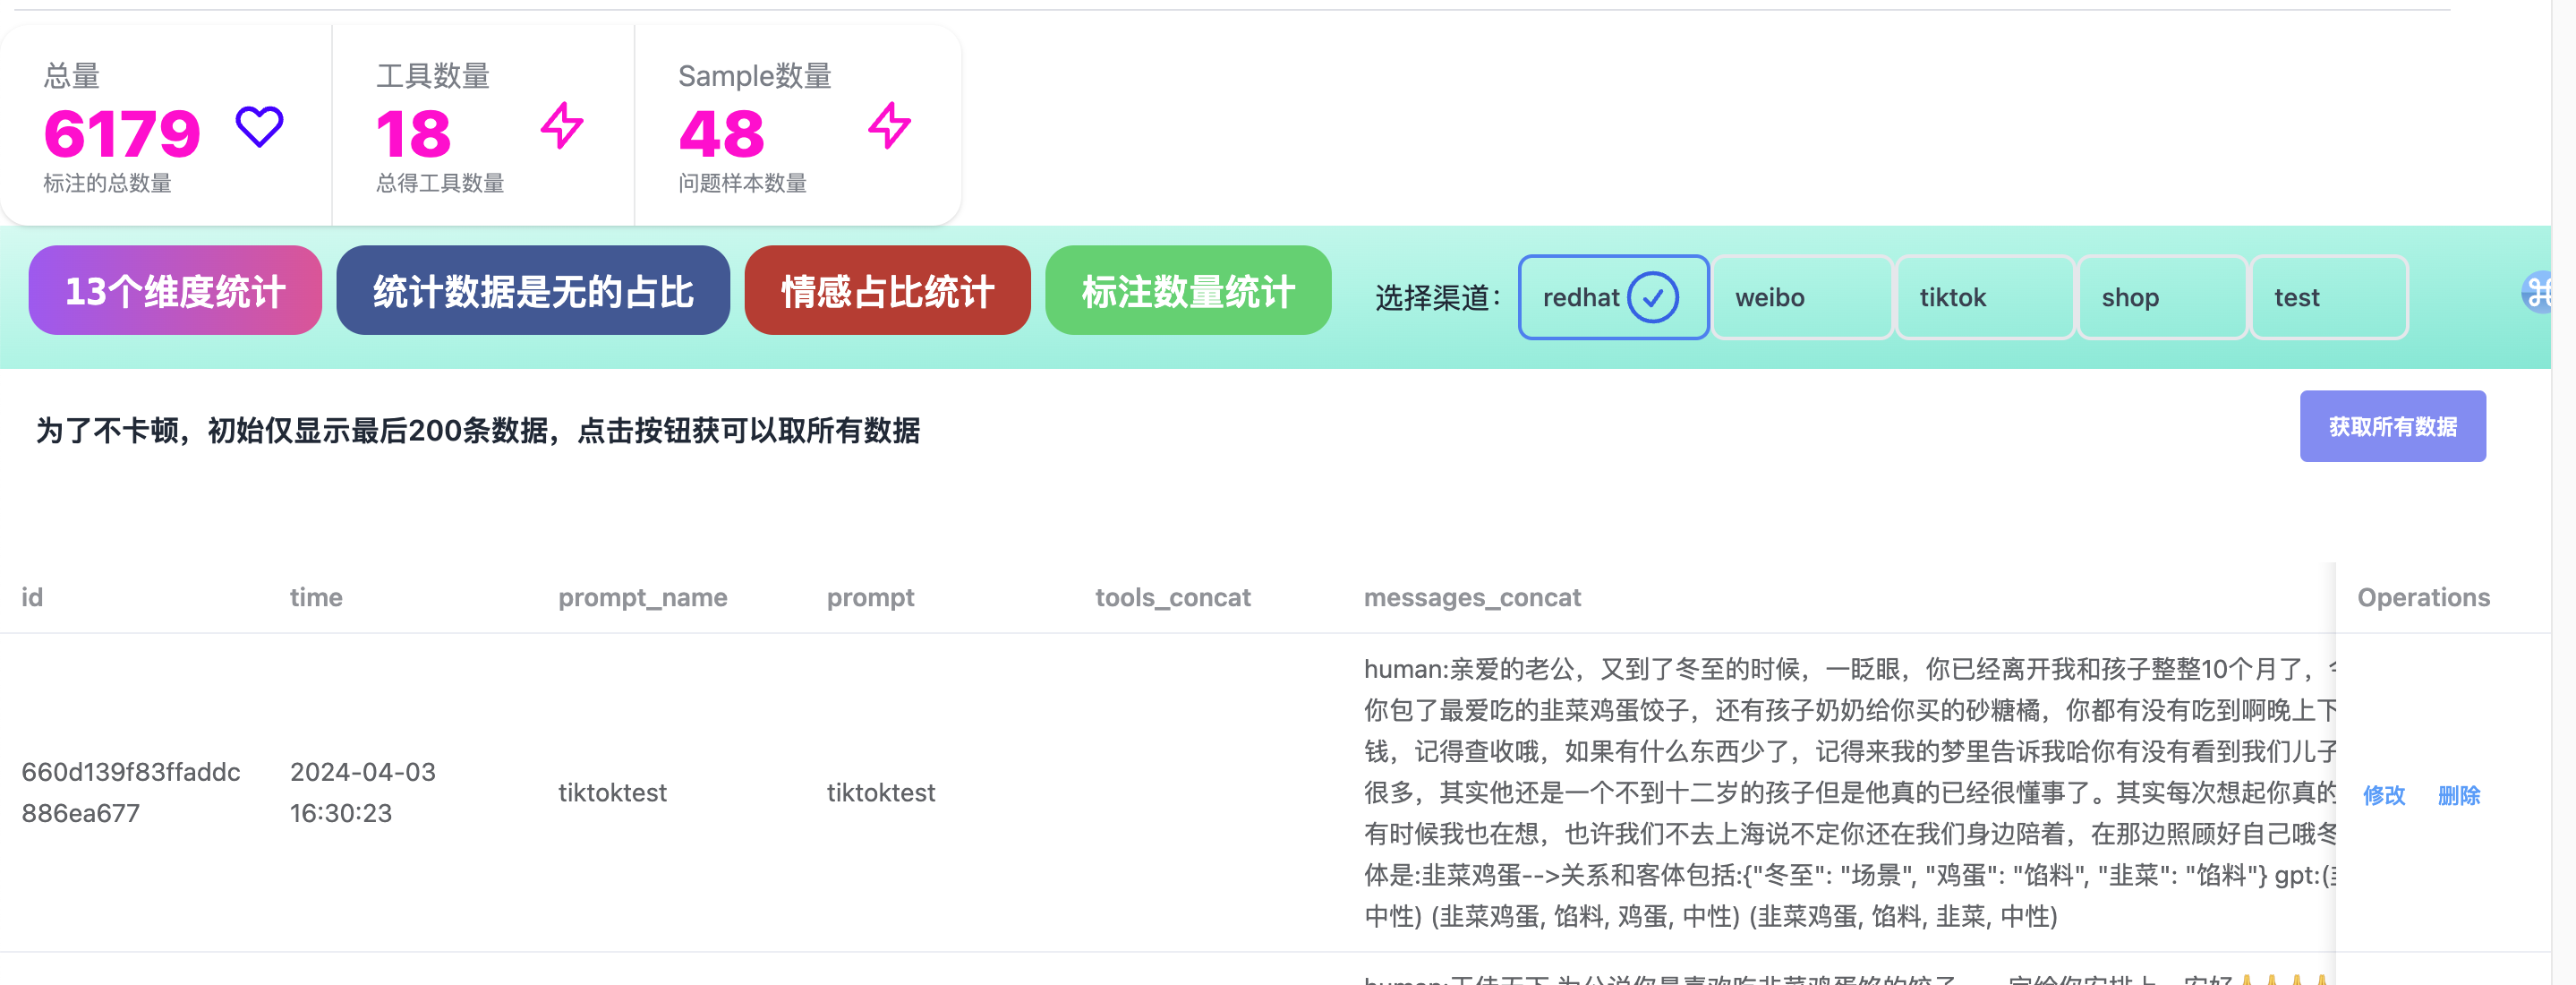 总量
6179
标注的总数量
工具数量
18
总得工具数量
Sample数量
48
问题样本数量
13个维度统计
统计数据是无的占比
情感占比统计
标注数量统计
选择渠道：
redhat
weibo
tiktok
shop
test
为了不卡顿，初始仅显示最后200条数据，点击按钮获可以取所有数据
获取所有数据
id time prompt_name prompt tools_concat messages_concat Operations
660d139f83ffaddc
886ea677
2024-04-03
16:30:23
tiktoktest
tiktoktest
human:亲爱的老公，又到了冬至的时候，一眨眼，你已经离开我和孩子整整10个月了，
你包了最爱吃的韭菜鸡蛋饺子，还有孩子奶奶给你买的砂糖橘，你都有没有吃到啊晚上下
钱，记得查收哦，如果有什么东西少了，记得来我的梦里告诉我哈你有没有看到我们儿子
很多，其实他还是一个不到十二岁的孩子但是他真的已经很懂事了。其实每次想起你真的
有时候我也在想，也许我们不去上海说不定你还在我们身边陪着，在那边照顾好自己哦冬
体是:韭菜鸡蛋-->关系和客体包括:{"冬至": "场景", "鸡蛋": "馅料", "韭菜": "馅料"} gpt:(
中性) (韭菜鸡蛋, 馅料, 鸡蛋, 中性) (韭菜鸡蛋, 馅料, 韭菜, 中性)
修改
删除